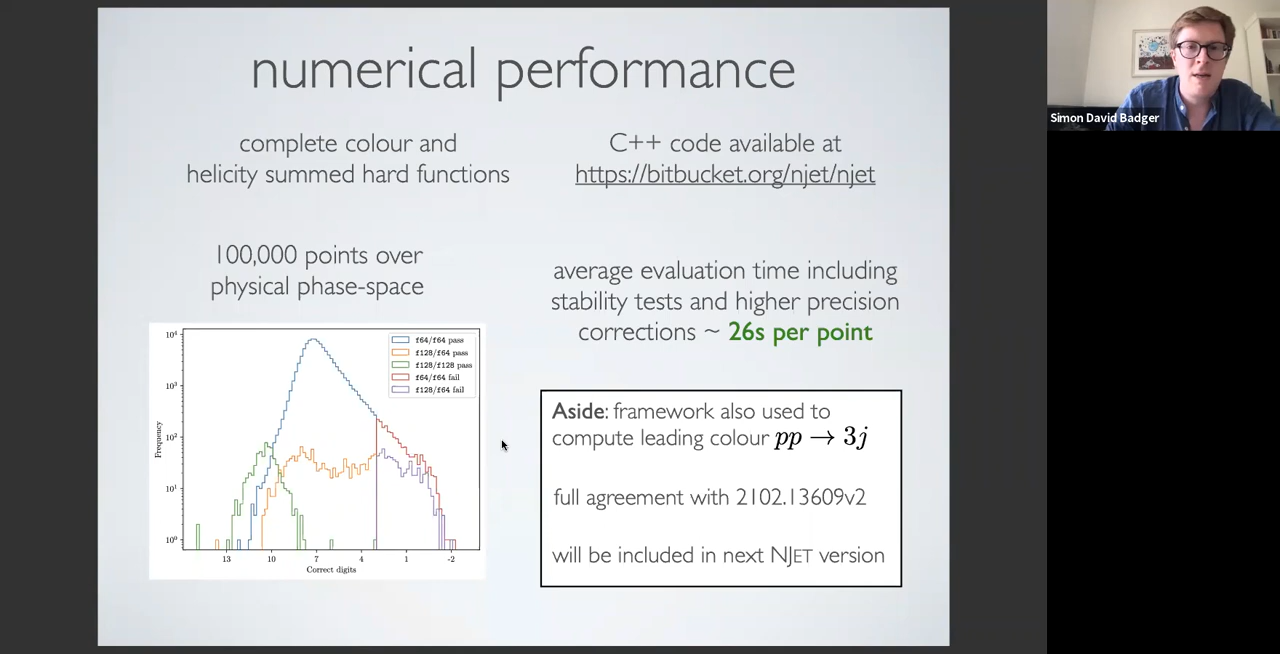 numerical performance
complete colour and
helicity summed hard functions
C++ code available at
https://bitbucket.org/njet/njet
100,000 points over
physical phase-space
average evaluation time including
stability tests and higher precision
corrections ~ 26s per point
10⁴
10³
10²
10¹
10⁰
Frequency
f64/f64 pass
f128/f64 pass
f128/f128 pass
f64/f64 fail
f128/f64 fail
13 10 7 4 1 -2
Correct digits
Aside: framework also used to
compute leading colour pp → 3j
full agreement with 2102.13609v2
will be included in next NJET version
Simon David Badger